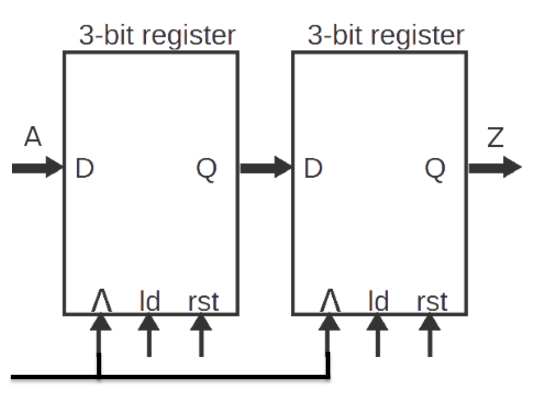 3-bit register 3-bit register
A
D Q D Q
Z
ld rst ld rst